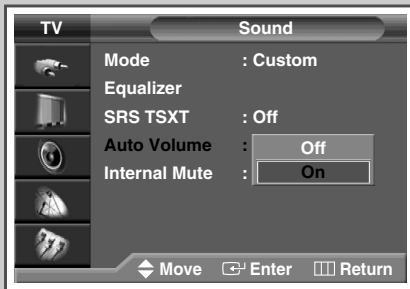 TV Sound
Mode : Custom
Equalizer
SRS TSXT : Off
Auto Volume : Off
On
Internal Mute :
Move Enter Return